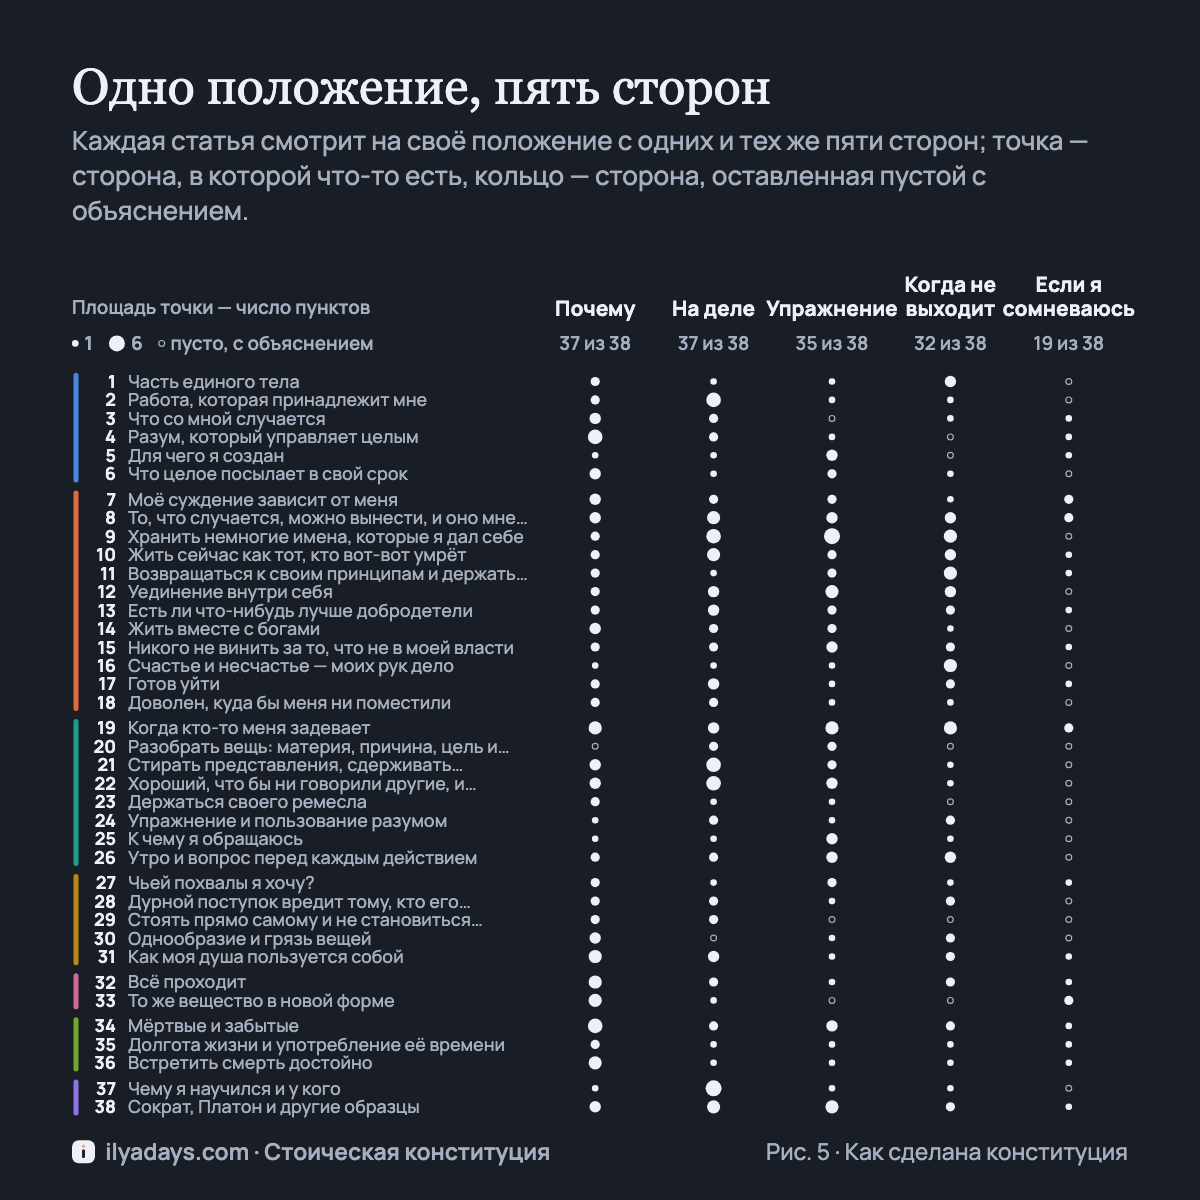 Одно положение, пять сторон
Каждая статья смотрит на своё положение с одних и тех же пяти сторон; точка —
сторона, в которой что-то есть, кольцо — сторона, оставленная пустой с
объяснением.
Площадь точки — число пунктов
1 6 пусто, с объяснением
Почему На деле Упражнение Когда не выходит Если я сомневаюсь
37 из 38 37 из 38 35 из 38 32 из 38 19 из 38
1 Часть единого тела
2 Работа, которая принадлежит мне
3 Что со мной случается
4 Разум, который управляет целым
5 Для чего я создан
6 Что целое посылает в свой срок
7 Моё суждение зависит от меня
8 То, что случается, можно вынести, и оно мне...
9 Хранить немногие имена, которые я дал себе
10 Жить сейчас как тот, кто вот-вот умрёт
11 Возвращаться к своим принципам и держать...
12 Уединение внутри себя
13 Есть ли что-нибудь лучше добродетели
14 Жить вместе с богами
15 Никого не винить за то, что не в моей власти
16 Счастье и несчастье — моих рук дело
17 Готов уйти
18 Доволен, куда бы меня ни поместили
19 Когда кто-то меня задевает
20 Разобрать вещь: материя, причина, цель и...
21 Стирать представления, сдерживать...
22 Хороший, что бы ни говорили другие, и...
23 Держаться своего ремесла
24 Упражнение и пользование разумом
25 К чему я обращаюсь
26 Утро и вопрос перед каждым действием
27 Чьей похвалы я хочу?
28 Дурной поступок вредит тому, кто его...
29 Стоять прямо самому и не становиться...
30 Однообразие и грязь вещей
31 Как моя душа пользуется собой
32 Всё проходит
33 То же вещество в новой форме
34 Мёртвые и забытые
35 Долгота жизни и употребление её времени
36 Встретить смерть достойно
37 Чему я научился и у кого
38 Сократ, Платон и другие образцы
i ilyadays.com · Стоическая конституция
Рис. 5 · Как сделана конституция